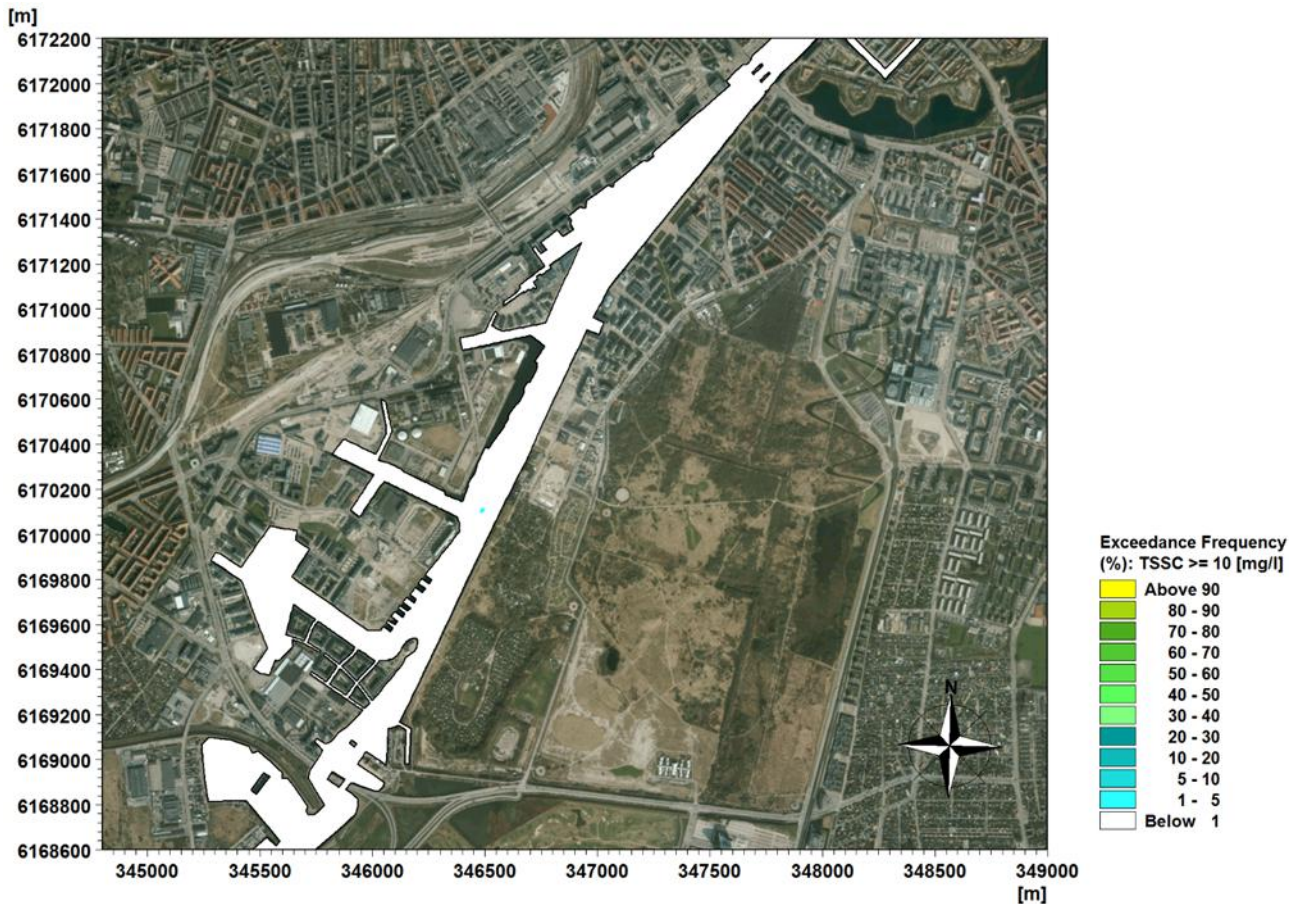 [m]
6172200
6172000
6171800
6171600
6171400
6171200
6171000
6170800
6170600
6170400
6170200
6170000
6169800
6169600
6169400
6169200
6169000
6168800
6168600
345000 345500 346000 346500 347000 347500 348000 348500 349000
[m]
N
Exceedance Frequency
(%): TSSC >= 10 [mg/l]
Above 90
80 - 90
70 - 80
60 - 70
50 - 60
40 - 50
30 - 40
20 - 30
10 - 20
5 - 10
1 - 5
Below 1